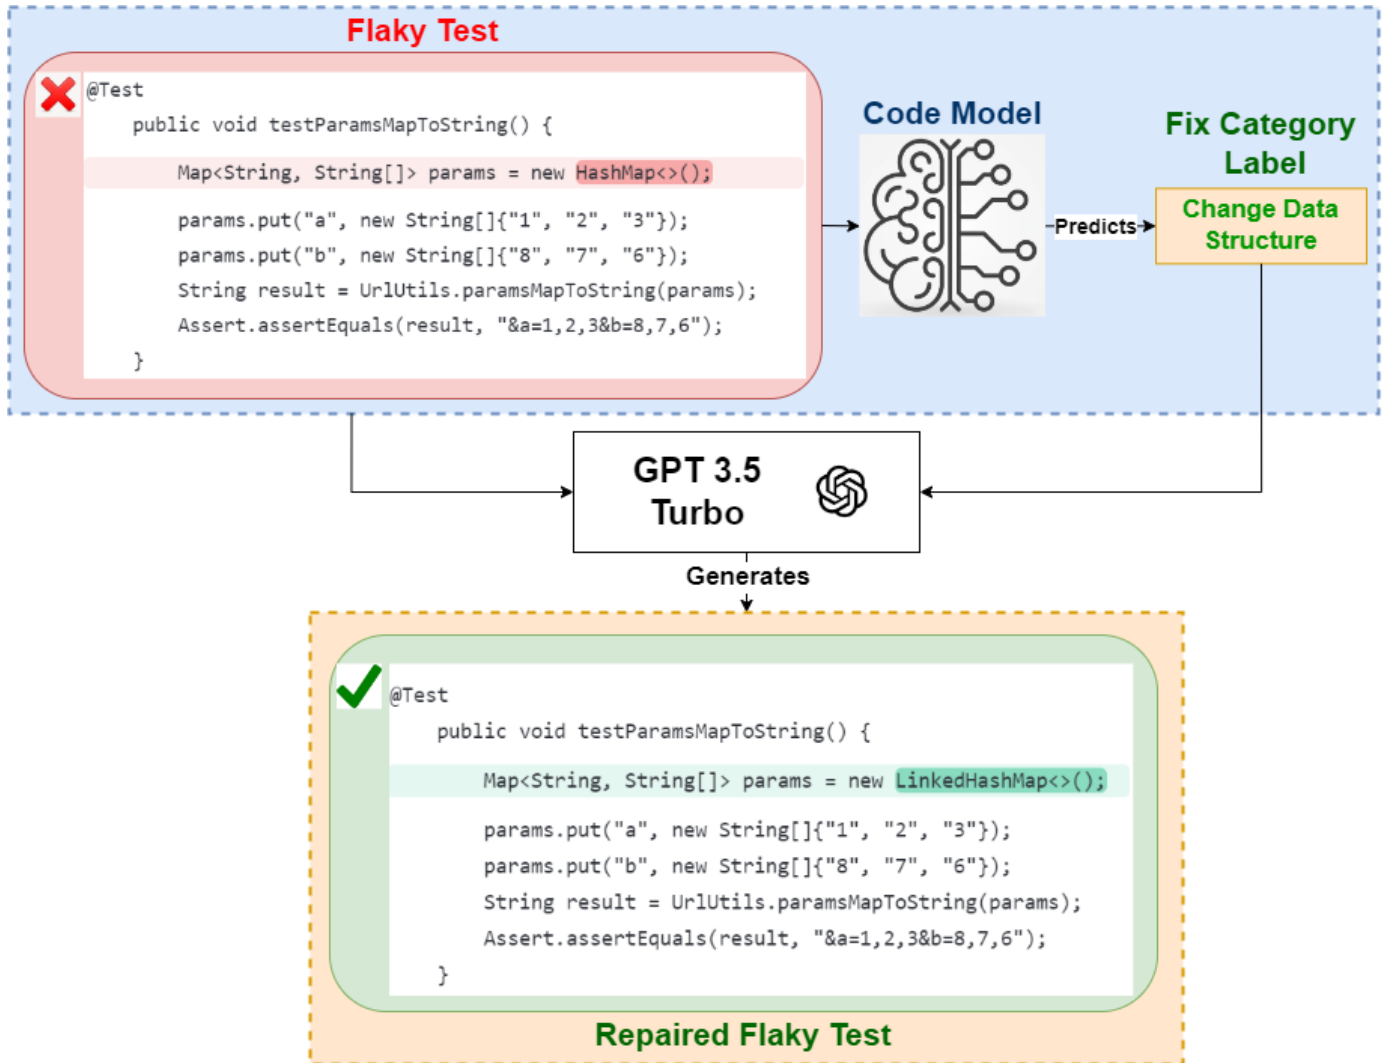 Flaky Test
@Test
public void testParamsMapToString() {
Map<String, String[]> params = new HashMap<>();
params.put("a", new String[]{"1", "2", "3"});
params.put("b", new String[]{"8", "7", "6"});
String result = UrlUtils.paramsMapToString(params);
Assert.assertEquals(result, "&a=1,2,3&b=8,7,6");
}
Code Model
Predicts
Fix Category
Label
Change Data
Structure
GPT 3.5
Turbo
Generates
@Test
public void testParamsMapToString() {
Map<String, String[]> params = new LinkedHashMap<>();
params.put("a", new String[]{"1", "2", "3"});
params.put("b", new String[]{"8", "7", "6"});
String result = UrlUtils.paramsMapToString(params);
Assert.assertEquals(result, "&a=1,2,3&b=8,7,6");
}
Repaired Flaky Test